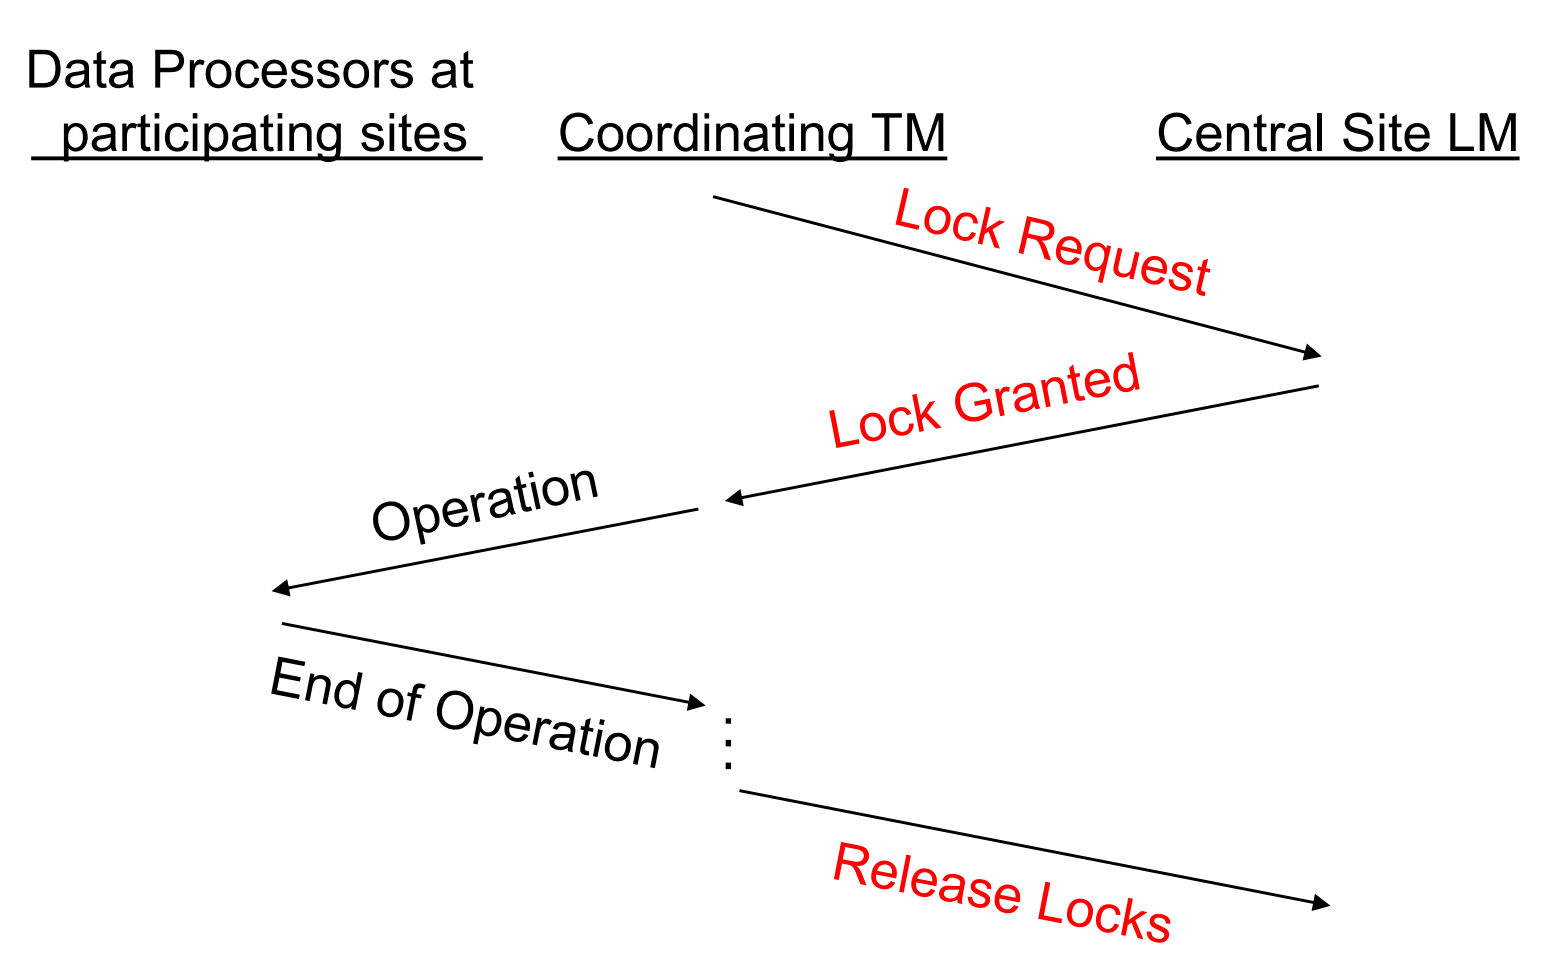 Data Processors at
participating sites
Coordinating TM
Central Site LM
Lock Request
Lock Granted
Operation
End of Operation
Release Locks